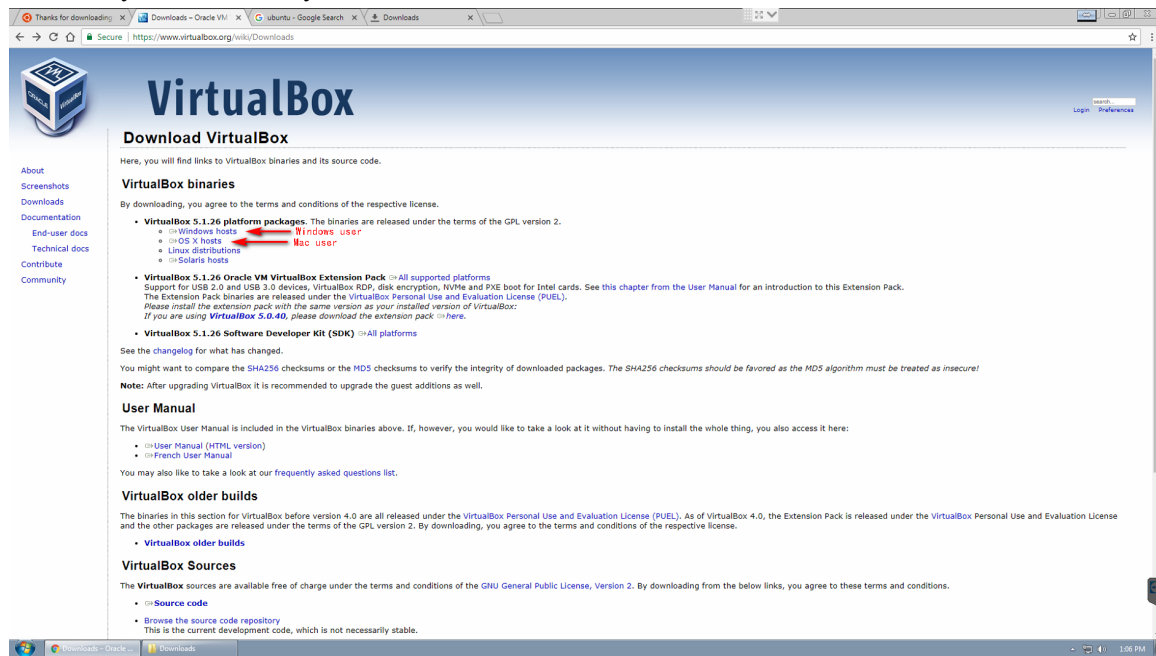 Thanks for downloading
Downloads – Oracle VM
ubuntu - Google Search
Downloads
Secure | https://www.virtualbox.org/wiki/Downloads
ORACLE
VM
VirtualBox
VirtualBox
search...
Login Preferences
Download VirtualBox
Here, you will find links to VirtualBox binaries and its source code.
About
Screenshots
Downloads
Documentation
End-user docs
Technical docs
Contribute
Community
VirtualBox binaries
By downloading, you agree to the terms and conditions of the respective license.
• VirtualBox 5.1.26 platform packages. The binaries are released under the terms of the GPL version 2.
Windows hosts Windows user
OS X hosts Mac user
Linux distributions
Solaris hosts
• VirtualBox 5.1.26 Oracle VM VirtualBox Extension Pack All supported platforms
Support for USB 2.0 and USB 3.0 devices, VirtualBox RDP, disk encryption, NVMe and PXE boot for Intel cards. See this chapter from the User Manual for an introduction to this Extension Pack.
The Extension Pack binaries are released under the VirtualBox Personal Use and Evaluation License (PUEL).
Please install the extension pack with the same version as your installed version of VirtualBox:
If you are using VirtualBox 5.0.40, please download the extension pack here.
• VirtualBox 5.1.26 Software Developer Kit (SDK) All platforms
See the changelog for what has changed.
You might want to compare the SHA256 checksums or the MD5 checksums to verify the integrity of downloaded packages. The SHA256 checksums should be favored as the MD5 algorithm must be treated as insecure!
Note: After upgrading VirtualBox it is recommended to upgrade the guest additions as well.
User Manual
The VirtualBox User Manual is included in the VirtualBox binaries above. If, however, you would like to take a look at it without having to install the whole thing, you also access it here:
• User Manual (HTML version)
• French User Manual
You may also like to take a look at our frequently asked questions list.
VirtualBox older builds
The binaries in this section for VirtualBox before version 4.0 are all released under the VirtualBox Personal Use and Evaluation License (PUEL). As of VirtualBox 4.0, the Extension Pack is released under the VirtualBox Personal Use and Evaluation License
and the other packages are released under the terms of the GPL version 2. By downloading, you agree to the terms and conditions of the respective license.
• VirtualBox older builds
VirtualBox Sources
The VirtualBox sources are available free of charge under the terms and conditions of the GNU General Public License, Version 2. By downloading from the below links, you agree to these terms and conditions.
• Source code
• Browse the source code repository
This is the current development code, which is not necessarily stable.
Downloads – Oracle ...
Downloads
1:06 PM